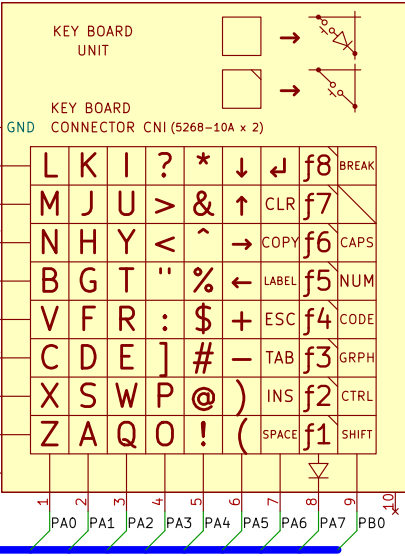 KEY BOARD
UNIT
KEY BOARD
GND CONNECTOR CN1 (5268-10A x 2)
L K I ? * ↓ ↲ f8 BREAK
M J U > & ↑ CLR f7
N H Y < ^ → COPY f6 CAPS
B G T " % ← LABEL f5 NUM
V F R : $ + ESC f4 CODE
C D E ] # − TAB f3 GRPH
X S W P @ ) INS f2 CTRL
Z A Q O ! ( SPACE f1 SHIFT
1 2 3 4 5 6 7 8 9 10
PA0 PA1 PA2 PA3 PA4 PA5 PA6 PA7 PB0